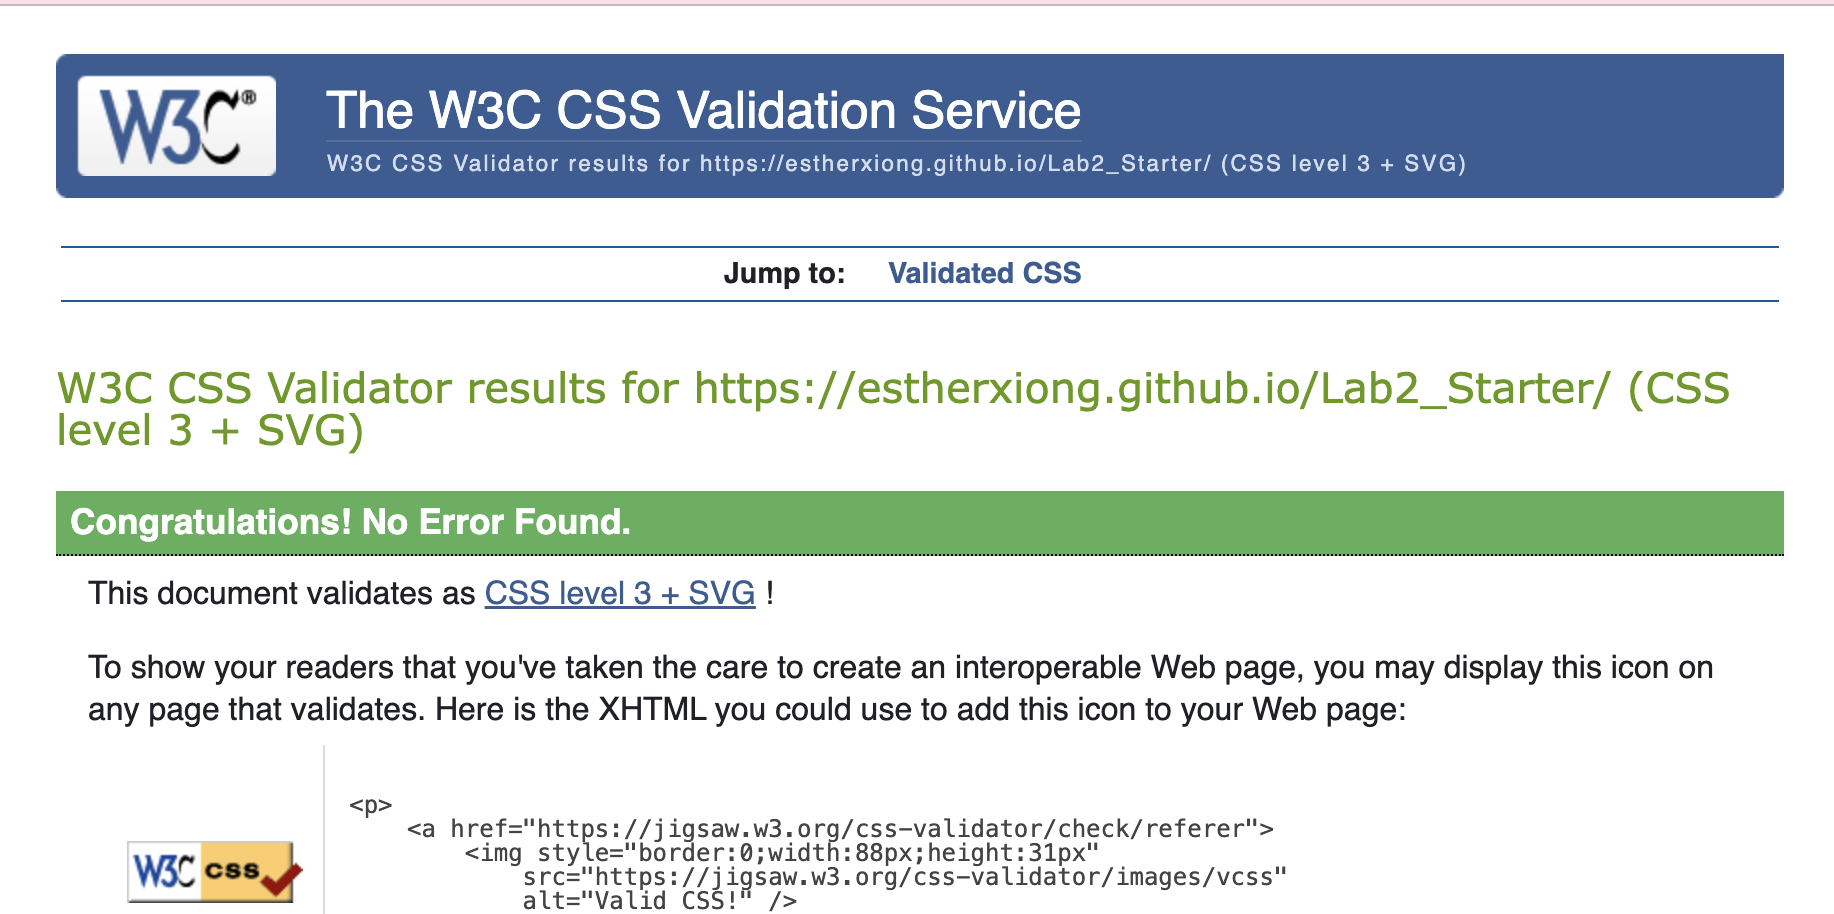 W3C®
The W3C CSS Validation Service
W3C CSS Validator results for https://estherxiong.github.io/Lab2_Starter/ (CSS level 3 + SVG)
Jump to: Validated CSS
W3C CSS Validator results for https://estherxiong.github.io/Lab2_Starter/ (CSS
level 3 + SVG)
Congratulations! No Error Found.
This document validates as CSS level 3 + SVG !
To show your readers that you've taken the care to create an interoperable Web page, you may display this icon on
any page that validates. Here is the XHTML you could use to add this icon to your Web page:
<p>
<a href="https://jigsaw.w3.org/css-validator/check/referer">
<img style="border:0;width:88px;height:31px"
src="https://jigsaw.w3.org/css-validator/images/vcss"
alt="Valid CSS!" />
W3C css